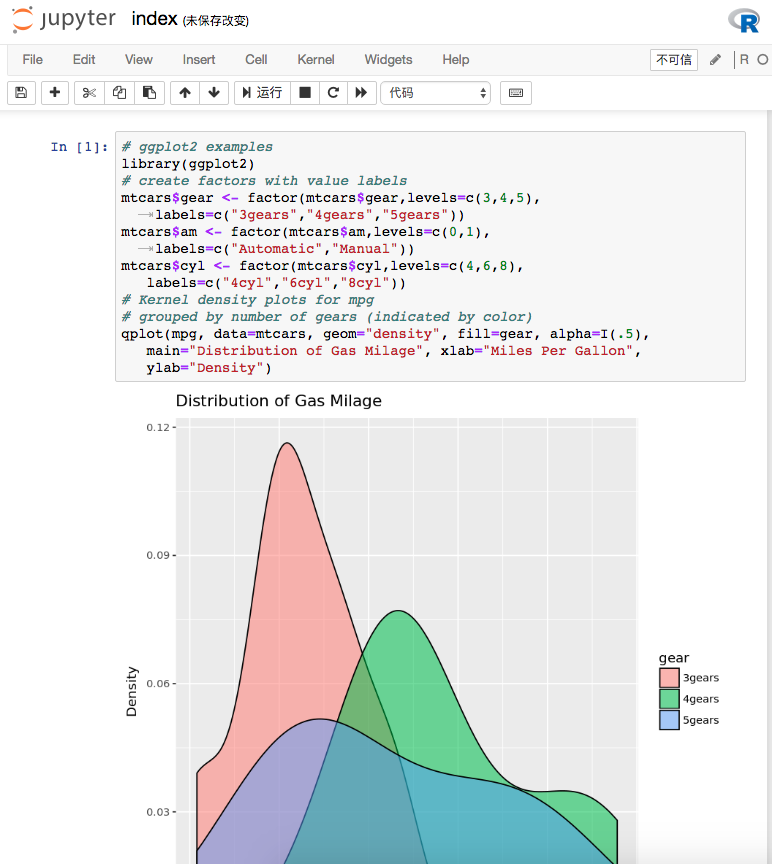 jupyter index (未保存改变)
R
File Edit View Insert Cell Kernel Widgets Help 不可信 R
运行 代码
In [1]:
# ggplot2 examples
library(ggplot2)
# create factors with value labels
mtcars$gear <- factor(mtcars$gear,levels=c(3,4,5),
labels=c("3gears","4gears","5gears"))
mtcars$am <- factor(mtcars$am,levels=c(0,1),
labels=c("Automatic","Manual"))
mtcars$cyl <- factor(mtcars$cyl,levels=c(4,6,8),
labels=c("4cyl","6cyl","8cyl"))
# Kernel density plots for mpg
# grouped by number of gears (indicated by color)
qplot(mpg, data=mtcars, geom="density", fill=gear, alpha=I(.5),
main="Distribution of Gas Milage", xlab="Miles Per Gallon",
ylab="Density")
Distribution of Gas Milage
0.12
0.09
0.06
0.03
Density
gear
3gears
4gears
5gears